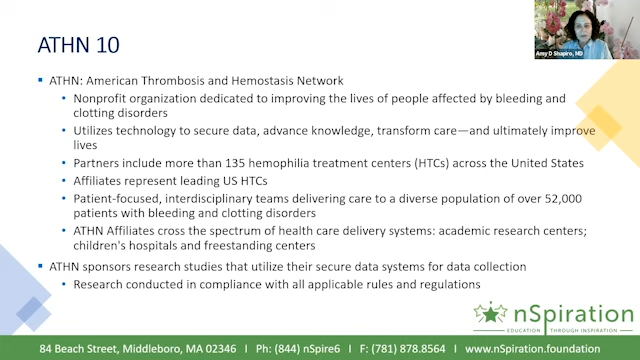 ATHN 10
Amy D Shapiro, MD
▪ ATHN: American Thrombosis and Hemostasis Network
• Nonprofit organization dedicated to improving the lives of people affected by bleeding and
clotting disorders
• Utilizes technology to secure data, advance knowledge, transform care—and ultimately improve
lives
• Partners include more than 135 hemophilia treatment centers (HTCs) across the United States
• Affiliates represent leading US HTCs
• Patient-focused, interdisciplinary teams delivering care to a diverse population of over 52,000
patients with bleeding and clotting disorders
• ATHN Affiliates cross the spectrum of health care delivery systems: academic research centers;
children's hospitals and freestanding centers
▪ ATHN sponsors research studies that utilize their secure data systems for data collection
• Research conducted in compliance with all applicable rules and regulations
nSpiration
EDUCATION THROUGH INSPIRATION
84 Beach Street, Middleboro, MA 02346 I Ph: (844) nSpire6 I F: (781) 878.8564 I www.nSpiration.foundation